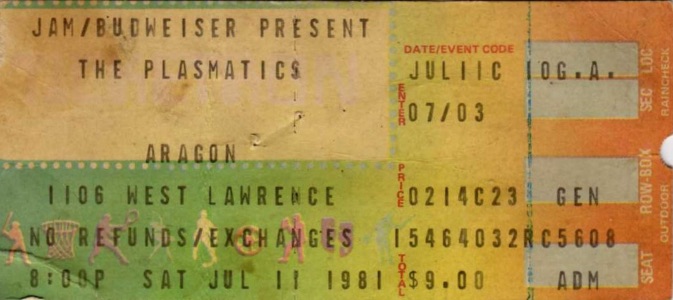 JAM/BUDWEISER PRESENT
THE PLASMATICS
ARAGON
1106 WEST LAWRENCE
NO REFUNDS/EXCHANGES
8:00P SAT JUL 11 1981
DATE/EVENT CODE
JUL11C
ENTER
07/03
PRICE
0214C23
15464032RC5608
TOTAL
$9.00
G.A.
GEN
ADM
SEC LOC
ROW-BOX
SEAT
RAINCHECK
OUTDOOR